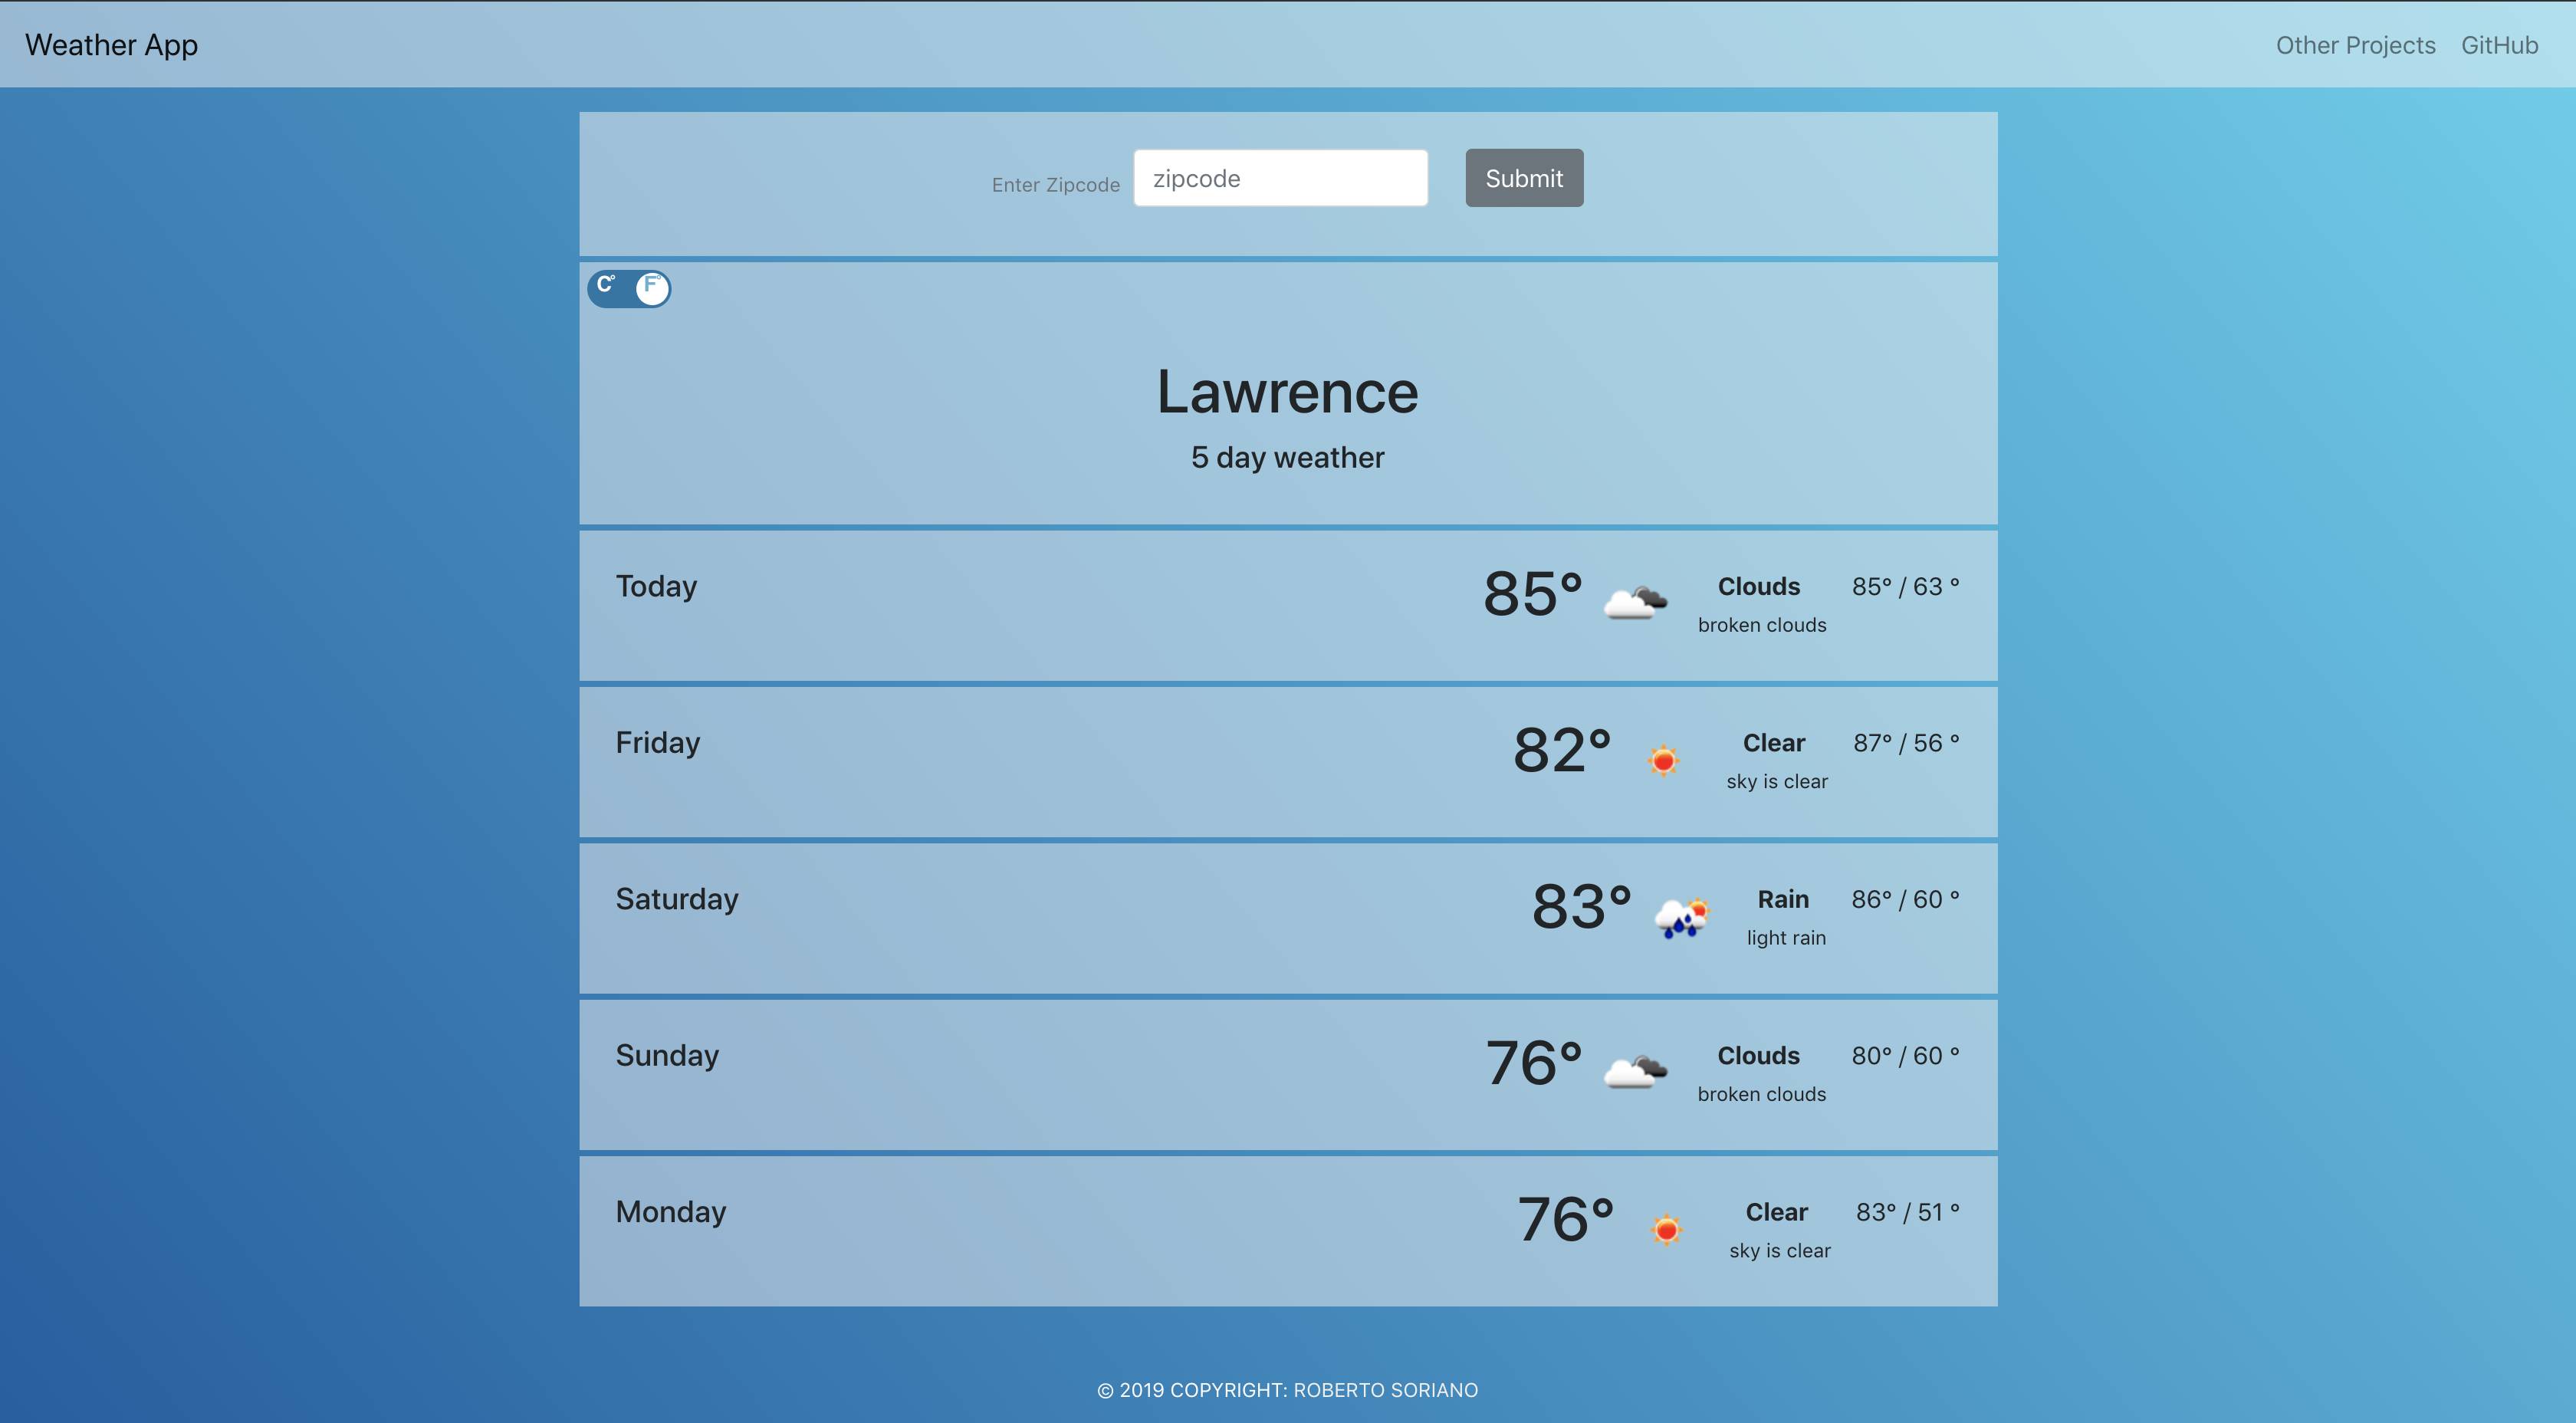 Weather App
Other Projects GitHub
Enter Zipcode zipcode Submit
C° F°
Lawrence
5 day weather
Today 85° Clouds 85° / 63 °
broken clouds
Friday 82° Clear 87° / 56 °
sky is clear
Saturday 83° Rain 86° / 60 °
light rain
Sunday 76° Clouds 80° / 60 °
broken clouds
Monday 76° Clear 83° / 51 °
sky is clear
© 2019 COPYRIGHT: ROBERTO SORIANO